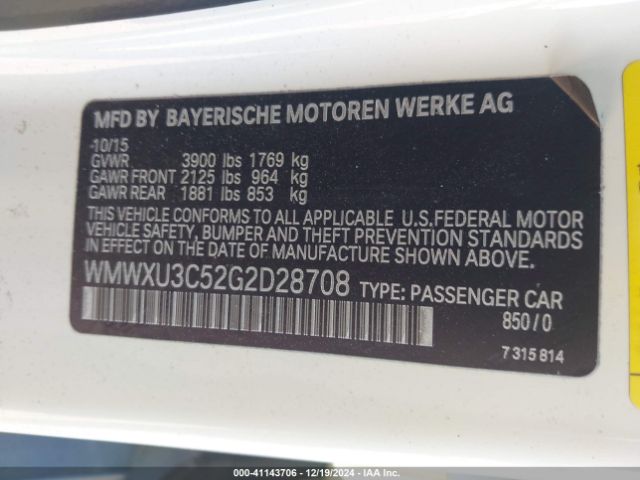 MFD BY BAYERISCHE MOTOREN WERKE AG
10/15
GVWR 3900 lbs 1769 kg
GAWR FRONT 2125 lbs 964 kg
GAWR REAR 1881 lbs 853 kg
THIS VEHICLE CONFORMS TO ALL APPLICABLE U.S.FEDERAL MOTOR
VEHICLE SAFETY, BUMPER AND THEFT PREVENTION STANDARDS
IN EFFECT ON THE DATE OF MANUFACTURE SHOWN ABOVE.
WMWXU3C52G2D28708 TYPE: PASSENGER CAR
850/0
7 315 814
© 41143706 - 12/19/2024 - IAA Inc.